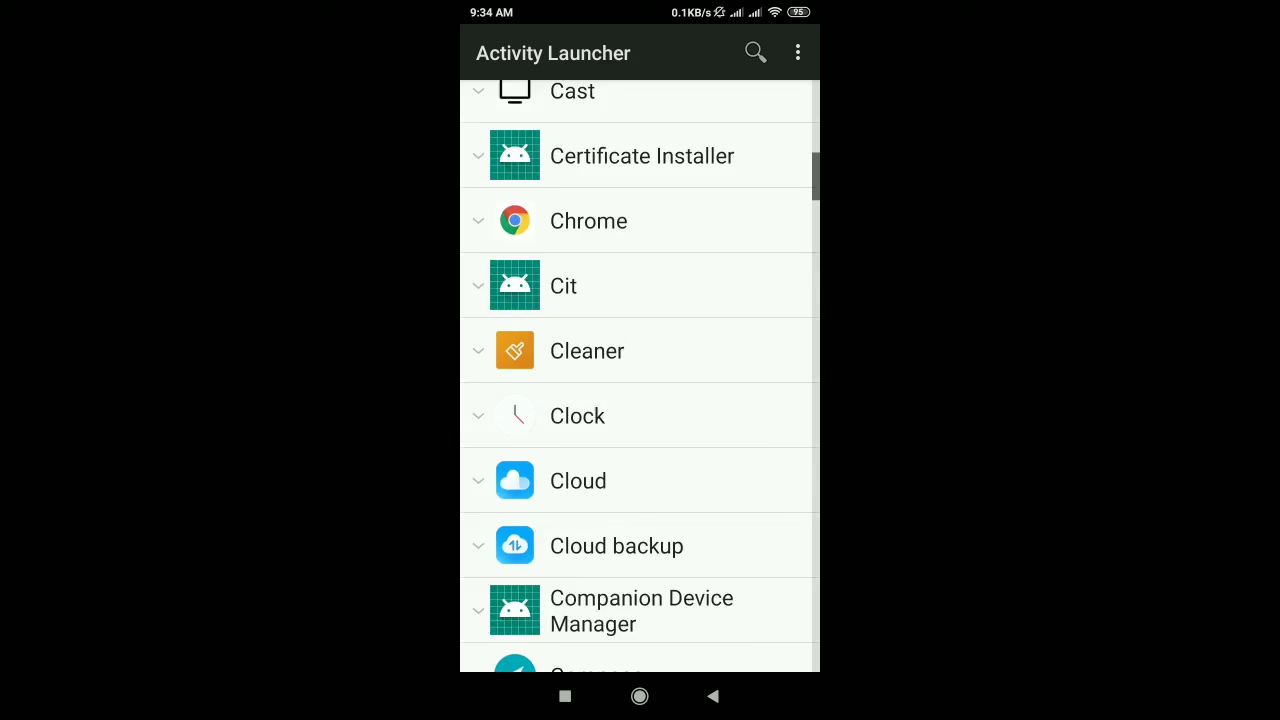 9:34 AM 0.1KB/s 95
Activity Launcher
Cast
Certificate Installer
Chrome
Cit
Cleaner
Clock
Cloud
Cloud backup
Companion Device
Manager